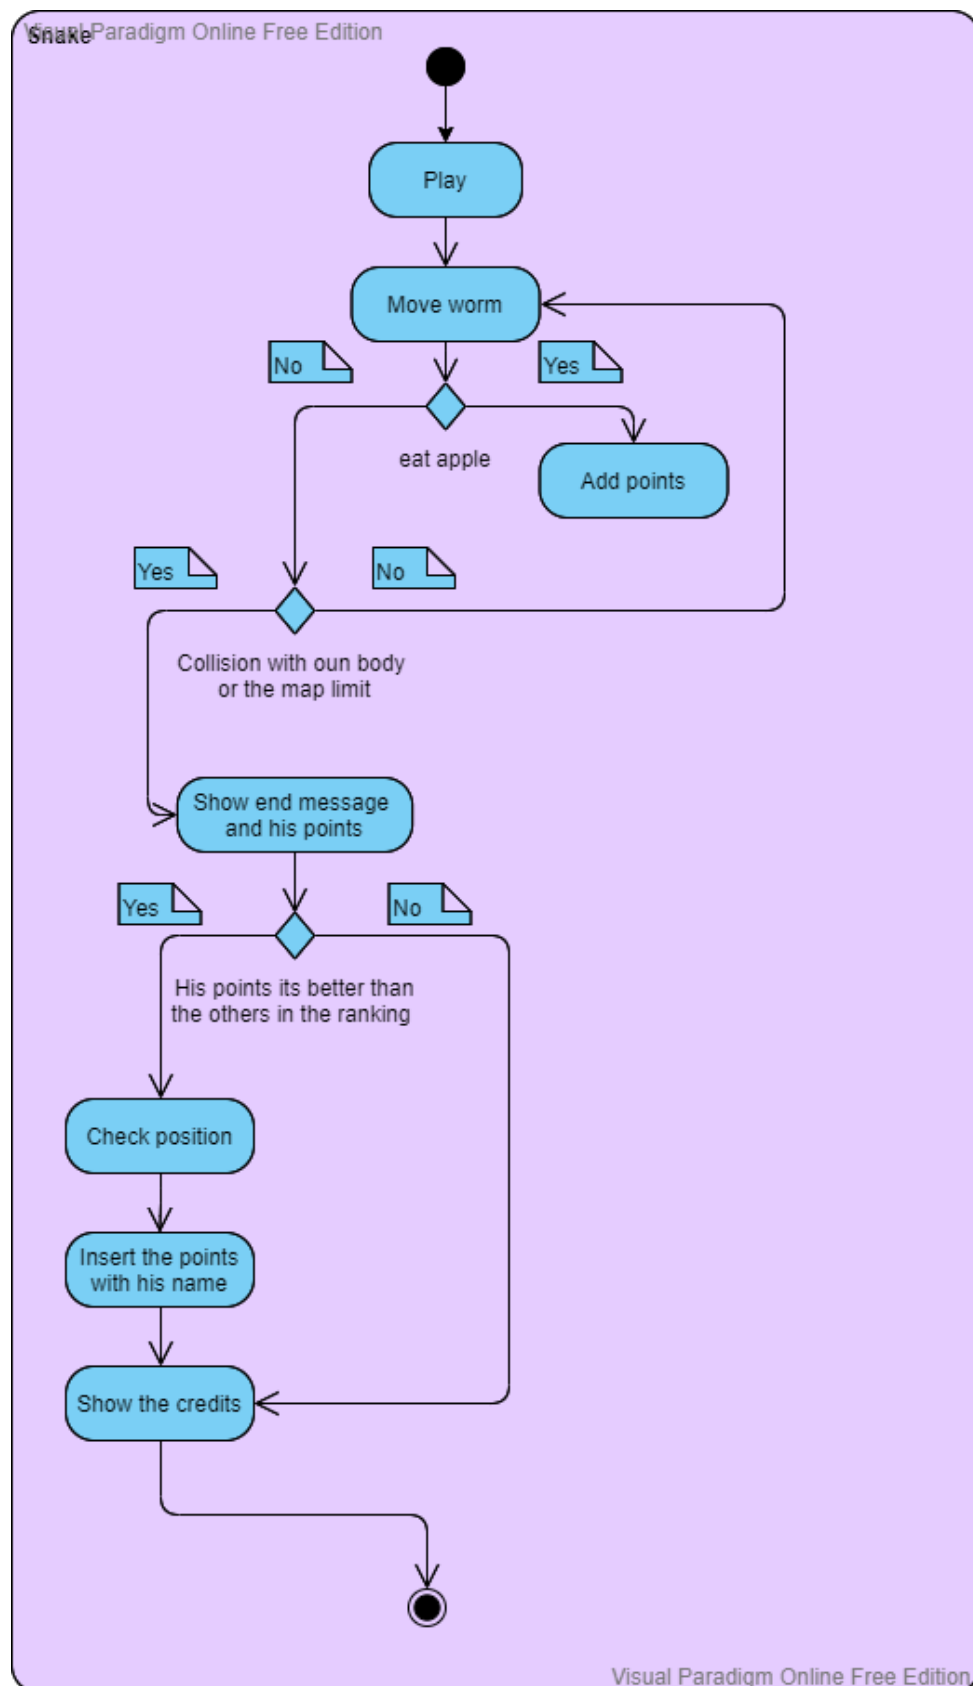 Visual Paradigm Online Free Edition
Snake
Play
Move worm
No
Yes
eat apple
Add points
Yes
No
Collision with oun body
or the map limit
Show end message
and his points
Yes
No
His points its better than
the others in the ranking
Check position
Insert the points
with his name
Show the credits
Visual Paradigm Online Free Edition